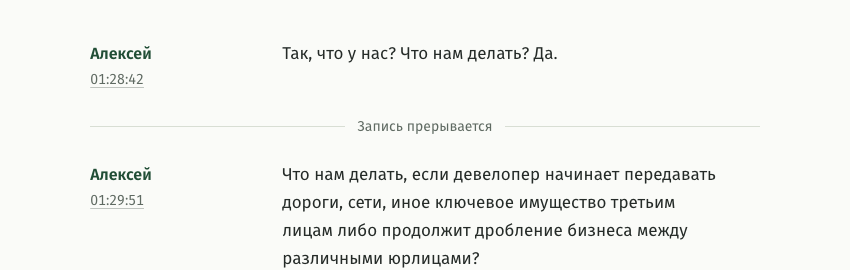 Алексей
01:28:42
Так, что у нас? Что нам делать? Да.
Запись прерывается
Алексей
01:29:51
Что нам делать, если девелопер начинает передавать
дороги, сети, иное ключевое имущество третьим
лицам либо продолжит дробление бизнеса между
различными юрлицами?